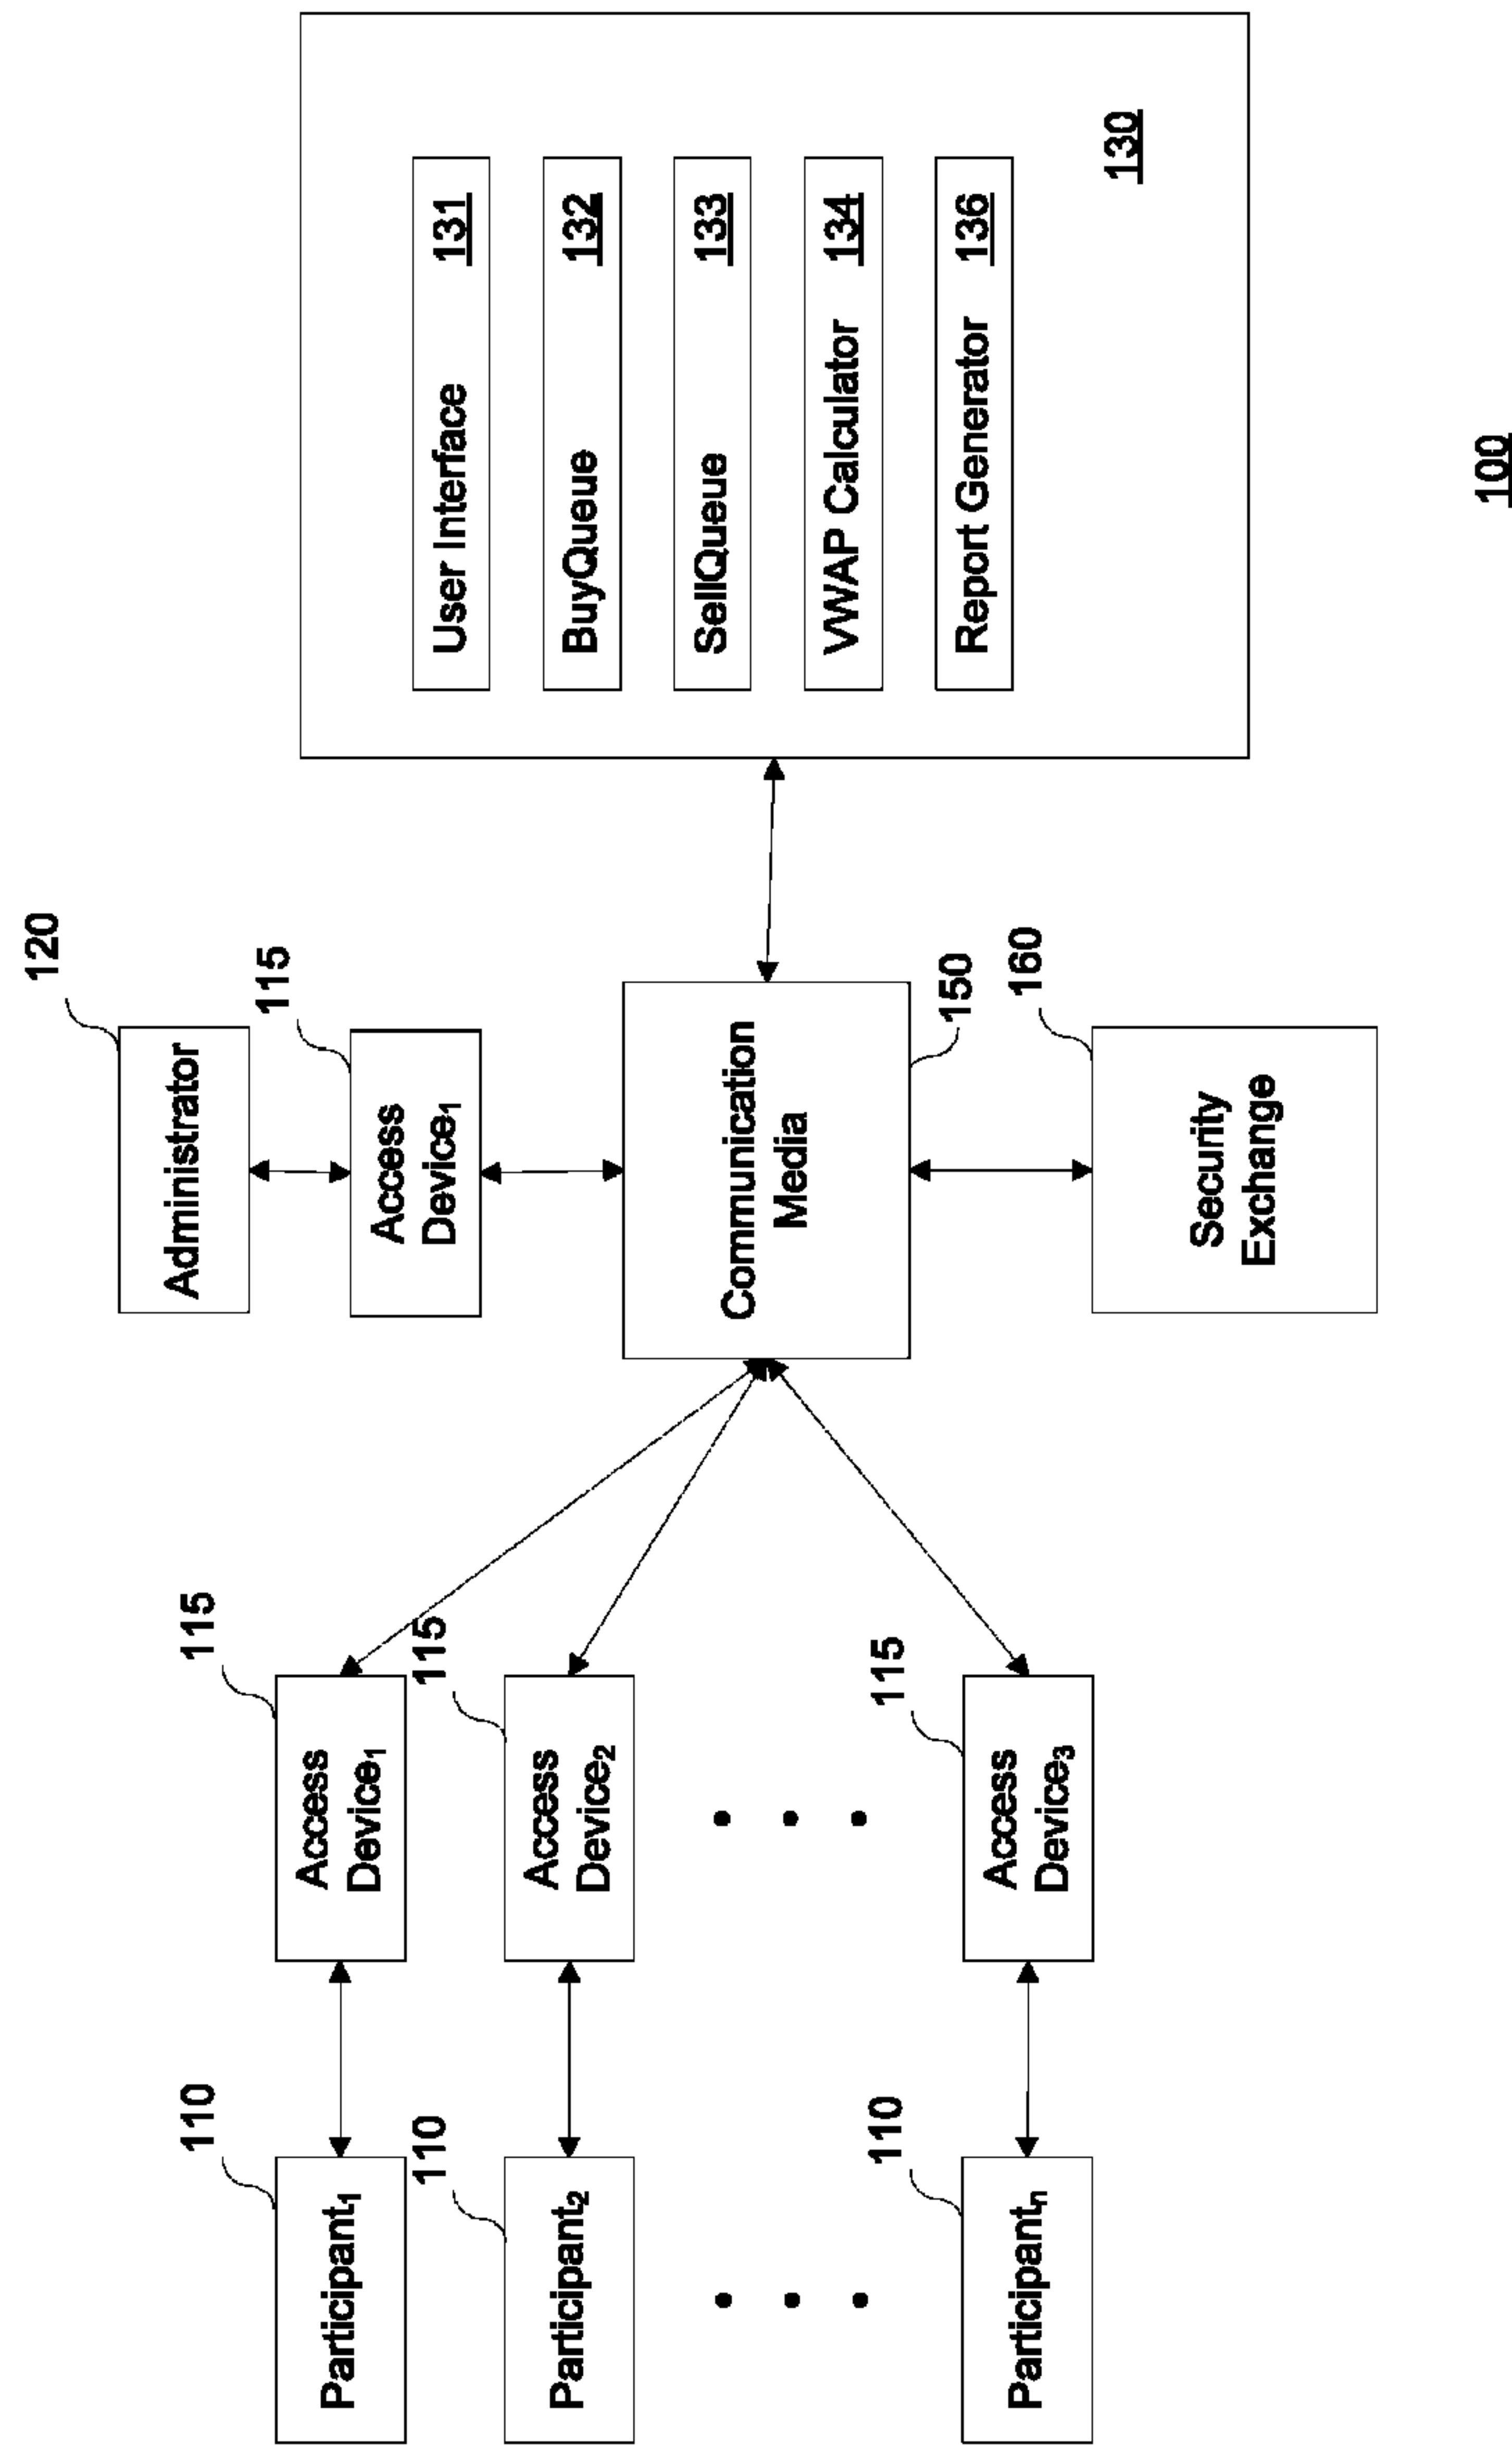 120
Administrator
115
Access
Device₁
110
Participant₁
115
Access
Device₁
110
Participant₂
115
Access
Device₂
110
Participantₙ
115
Access
Device₃
Communication
Media
150
160
Security
Exchange
User Interface 131
BuyQueue 132
SellQueue 133
VWAP Calculator 134
Report Generator 136
130
100